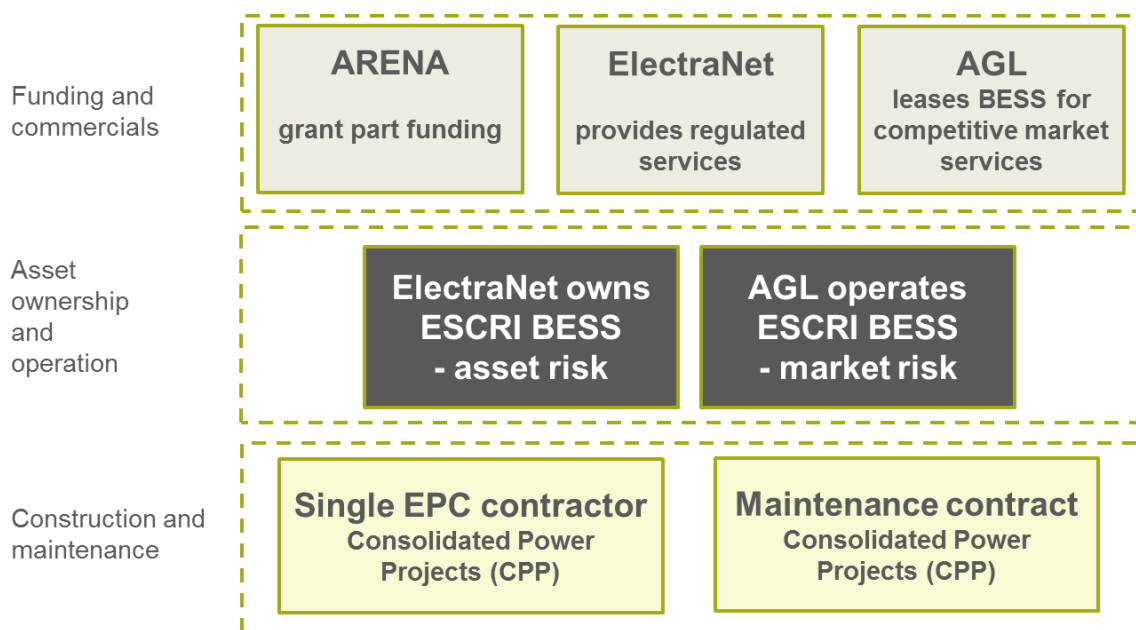 Funding and
commercials
ARENA
grant part funding
ElectraNet
provides regulated
services
AGL
leases BESS for
competitive market
services
Asset
ownership
and
operation
ElectraNet owns
ESCRI BESS
- asset risk
AGL operates
ESCRI BESS
- market risk
Construction and
maintenance
Single EPC contractor
Consolidated Power
Projects (CPP)
Maintenance contract
Consolidated Power
Projects (CPP)